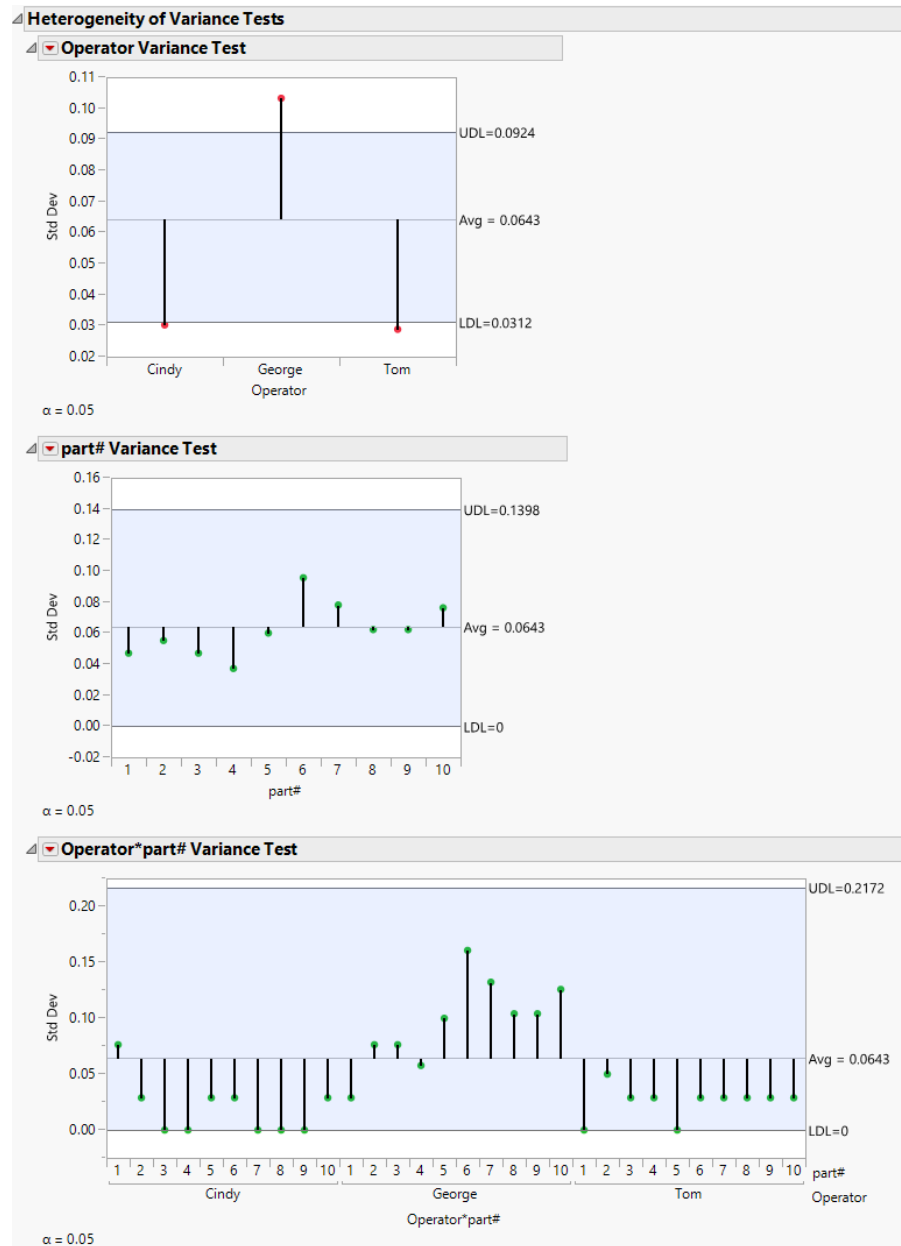 Heterogeneity of Variance Tests
Operator Variance Test
0.11
0.10
0.09
0.08
0.07
0.06
0.05
0.04
0.03
0.02
Std Dev
UDL=0.0924
Avg = 0.0643
LDL=0.0312
Cindy George Tom
Operator
α = 0.05
part# Variance Test
0.16
0.14
0.12
0.10
0.08
0.06
0.04
0.02
0.00
-0.02
Std Dev
UDL=0.1398
Avg = 0.0643
LDL=0
1 2 3 4 5 6 7 8 9 10
part#
α = 0.05
Operator*part# Variance Test
0.20
0.15
0.10
0.05
0.00
Std Dev
UDL=0.2172
Avg = 0.0643
LDL=0
1 2 3 4 5 6 7 8 9 10 1 2 3 4 5 6 7 8 9 10 1 2 3 4 5 6 7 8 9 10 part#
Cindy George Tom Operator
Operator*part#
α = 0.05